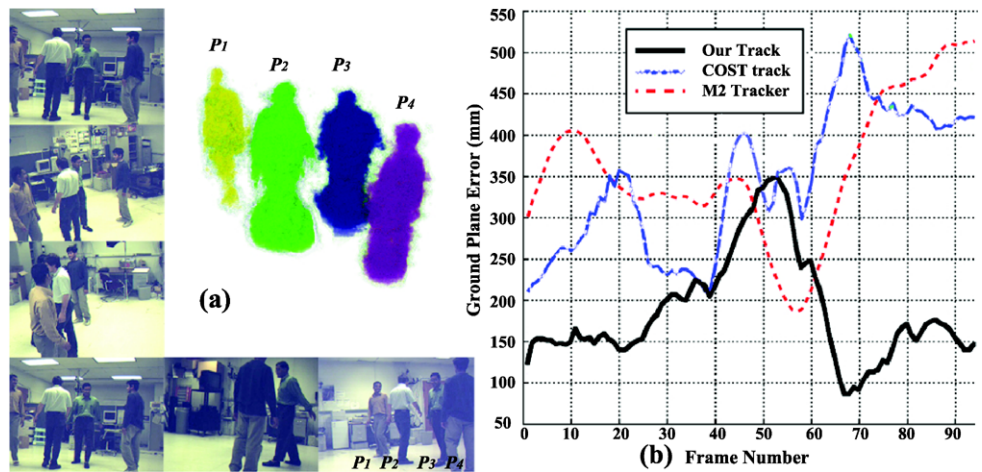 P1
P2
P3
P4
(a)
P1 P2 P3 P4
550
500
450
400
350
300
250
200
150
100
50
Ground Plane Error (mm)
Our Track
COST track
M2 Tracker
0 10 20 30 40 50 60 70 80 90
(b) Frame Number